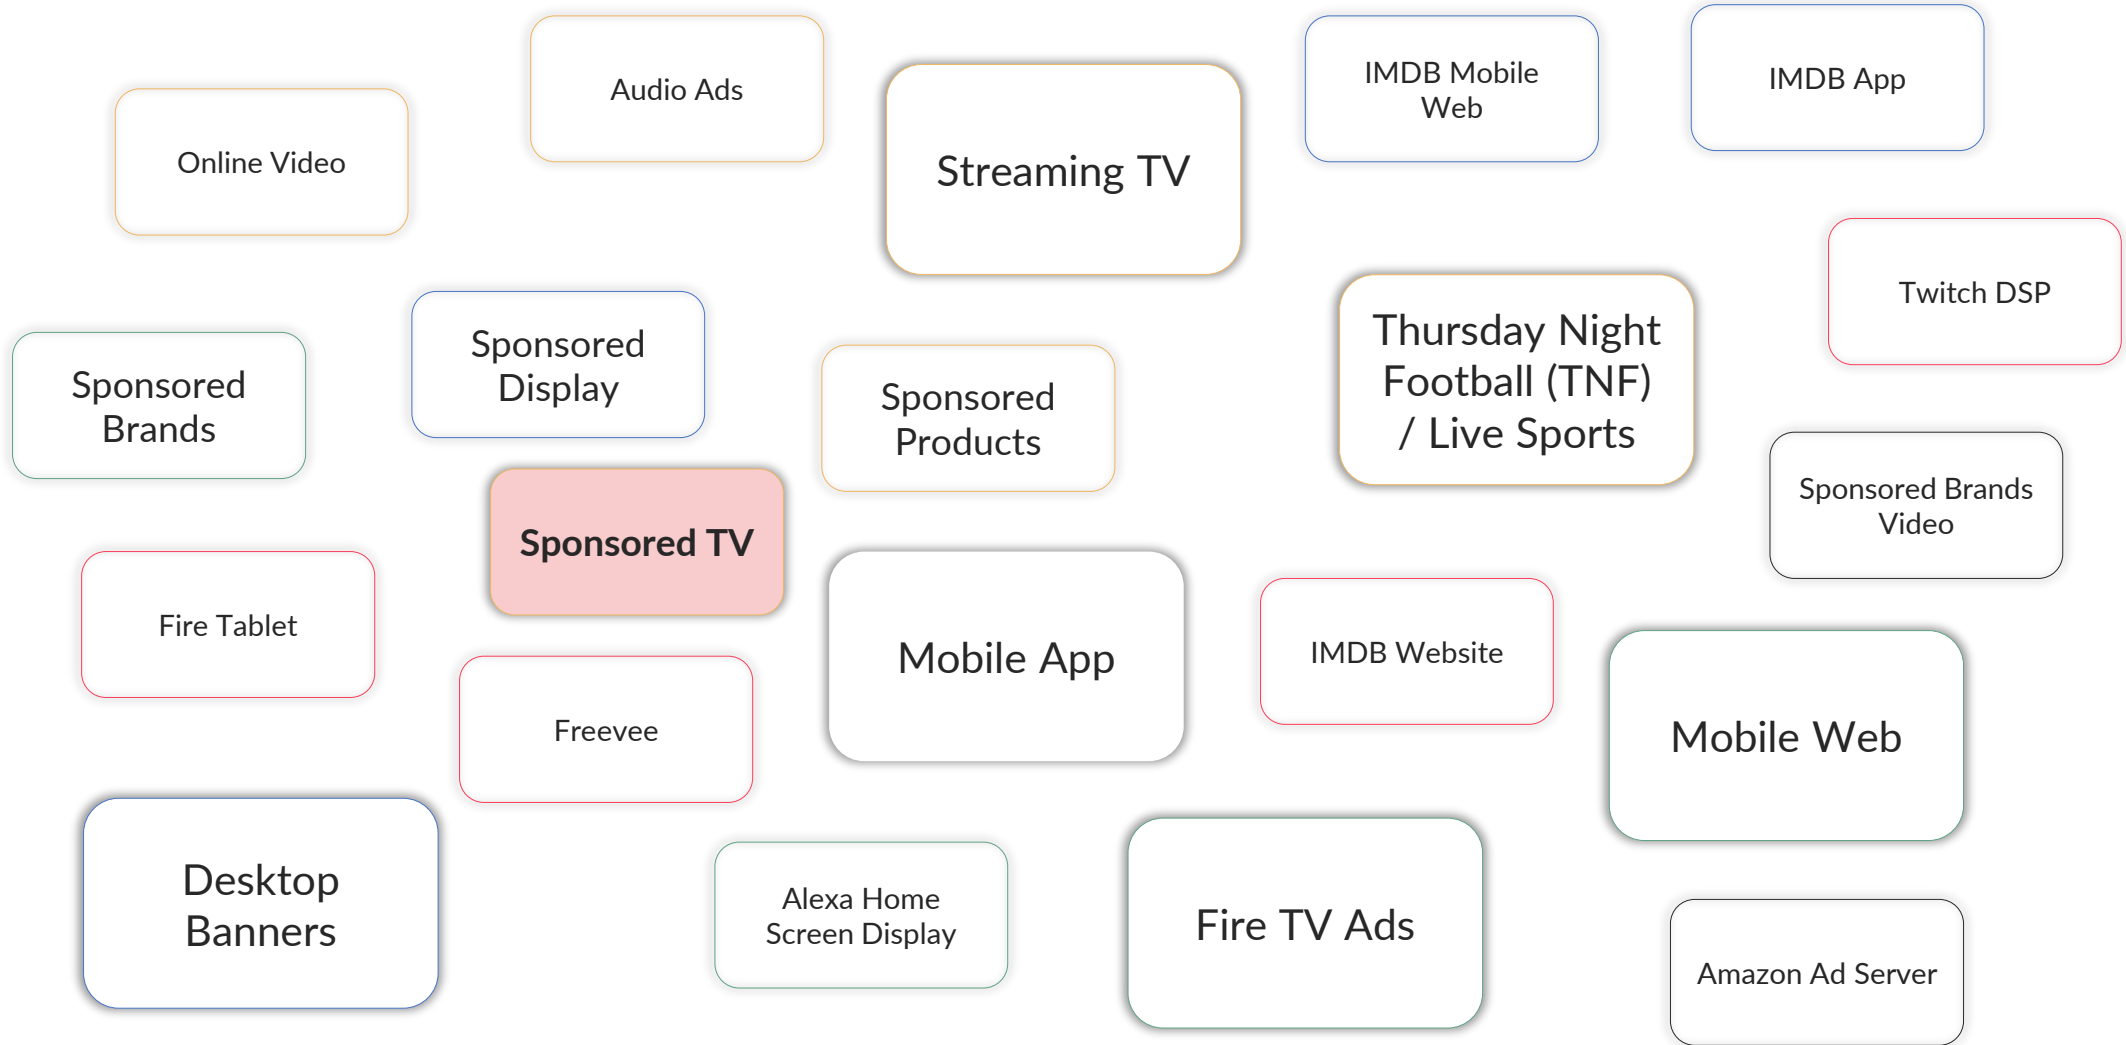 Online Video
Audio Ads
Streaming TV
IMDB Mobile
Web
IMDB App
Twitch DSP
Sponsored
Brands
Sponsored
Display
Sponsored
Products
Thursday Night
Football (TNF)
/ Live Sports
Sponsored Brands
Video
Sponsored TV
Fire Tablet
Freevee
Mobile App
IMDB Website
Mobile Web
Desktop
Banners
Alexa Home
Screen Display
Fire TV Ads
Amazon Ad Server